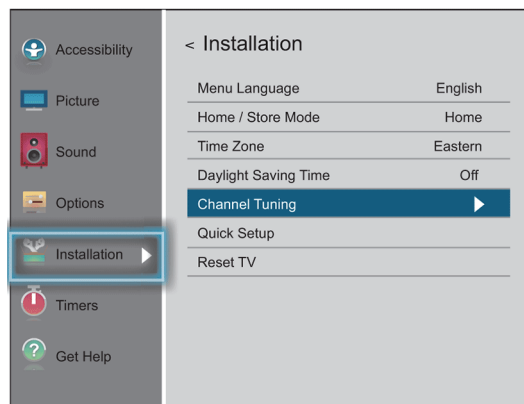 Accessibility
Picture
Sound
Options
Installation
Timers
Get Help
< Installation
Menu Language English
Home / Store Mode Home
Time Zone Eastern
Daylight Saving Time Off
Channel Tuning
Quick Setup
Reset TV